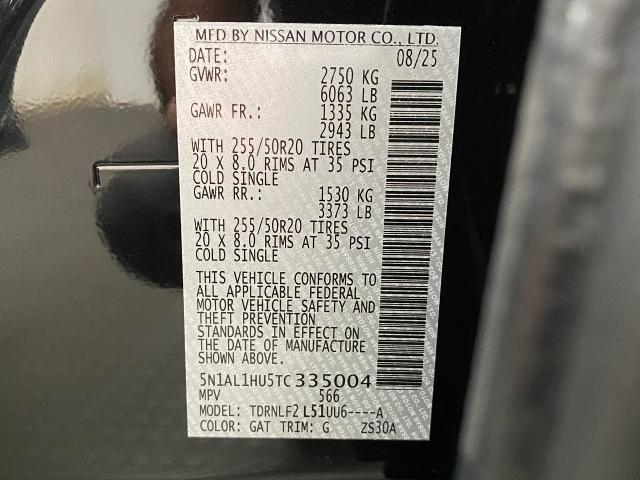 MFD BY NISSAN MOTOR CO., LTD.
DATE: 08/25
GVWR: 2750 KG
6063 LB
GAWR FR.: 1335 KG
2943 LB
WITH 255/50R20 TIRES
20 X 8.0 RIMS AT 35 PSI
COLD SINGLE
GAWR RR.: 1530 KG
3373 LB
WITH 255/50R20 TIRES
20 X 8.0 RIMS AT 35 PSI
COLD SINGLE
THIS VEHICLE CONFORMS TO
ALL APPLICABLE FEDERAL
MOTOR VEHICLE SAFETY AND
THEFT PREVENTION
STANDARDS IN EFFECT ON
THE DATE OF MANUFACTURE
SHOWN ABOVE.
5N1AL1HU5TC335004
MPV 566
MODEL: TDRNLF2 L51UU6----A
COLOR: GAT TRIM: G ZS30A